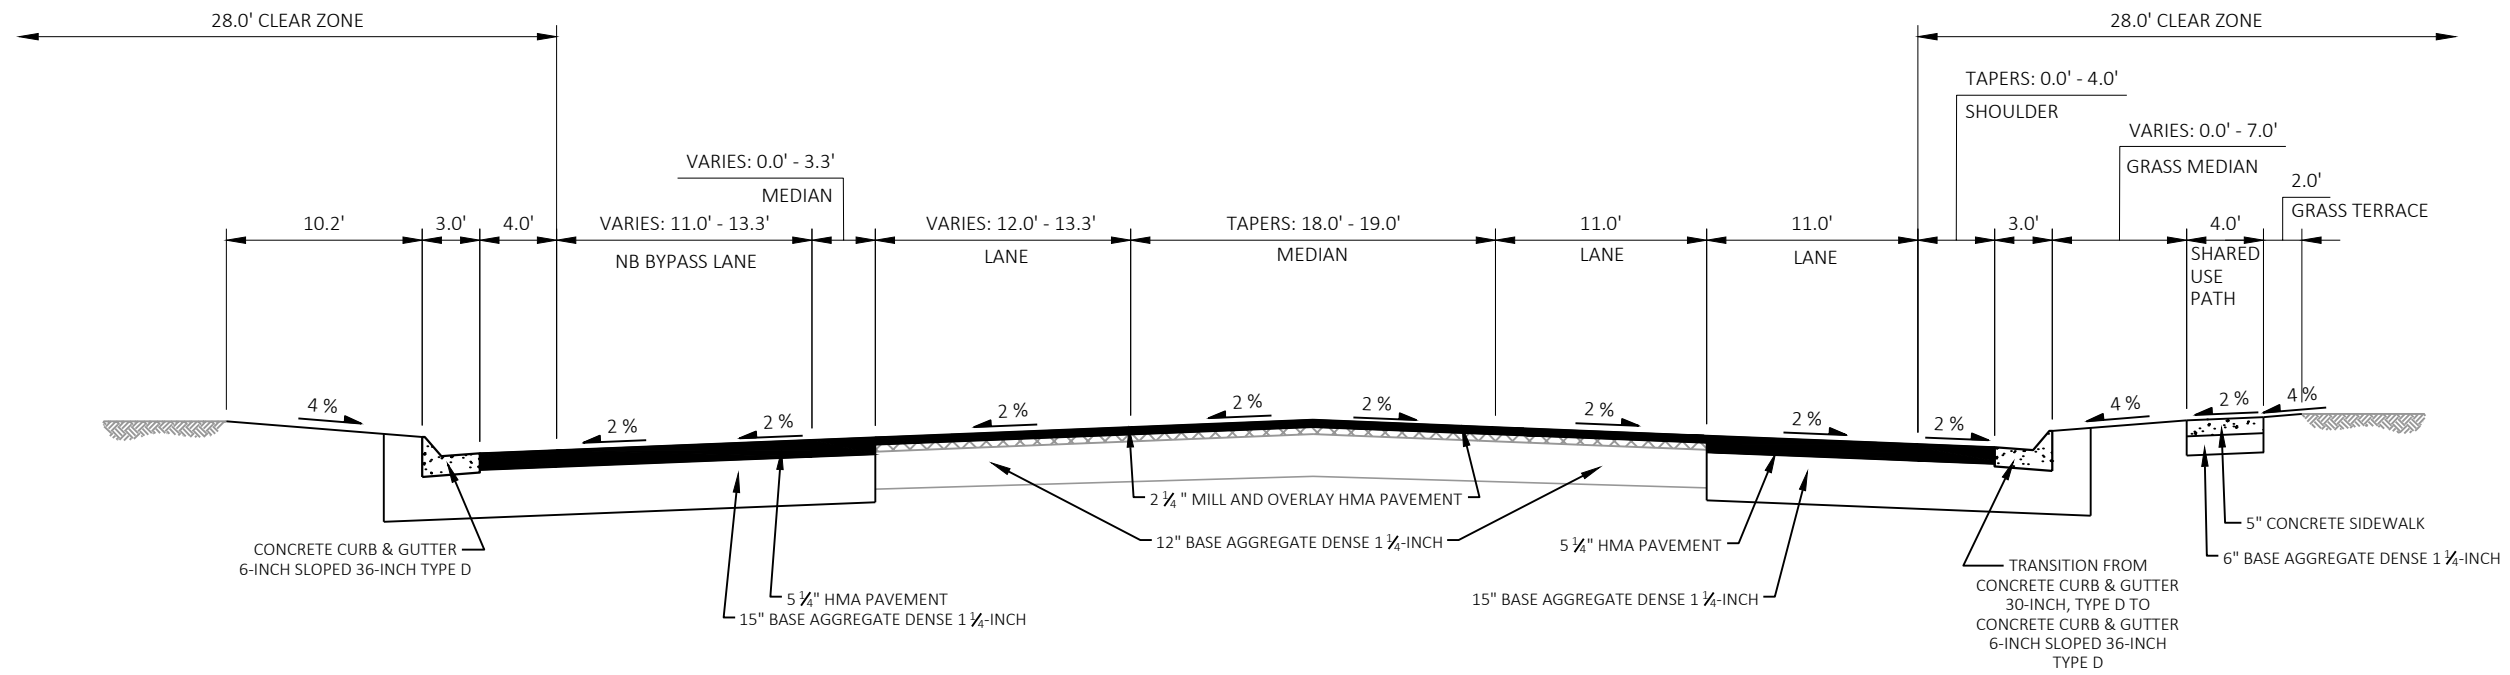 28.0' CLEAR ZONE
28.0' CLEAR ZONE
TAPERS: 0.0' - 4.0'
SHOULDER
VARIES: 0.0' - 7.0'
GRASS MEDIAN
VARIES: 0.0' - 3.3'
MEDIAN
2.0'
GRASS TERRACE
10.2'
3.0'
4.0'
VARIES: 11.0' - 13.3'
NB BYPASS LANE
VARIES: 12.0' - 13.3'
LANE
TAPERS: 18.0' - 19.0'
MEDIAN
11.0'
LANE
11.0'
LANE
3.0'
4.0'
SHARED
USE
PATH
4 %
2 %
2 %
2 %
2 %
2 %
2 %
2 %
2 %
4 %
2 %
4 %
2 ¼" MILL AND OVERLAY HMA PAVEMENT
12" BASE AGGREGATE DENSE 1 ¼-INCH
CONCRETE CURB & GUTTER
6-INCH SLOPED 36-INCH TYPE D
5 ¼" HMA PAVEMENT
15" BASE AGGREGATE DENSE 1 ¼-INCH
5 ¼" HMA PAVEMENT
15" BASE AGGREGATE DENSE 1 ¼-INCH
5" CONCRETE SIDEWALK
6" BASE AGGREGATE DENSE 1 ¼-INCH
TRANSITION FROM
CONCRETE CURB & GUTTER
30-INCH, TYPE D TO
CONCRETE CURB & GUTTER
6-INCH SLOPED 36-INCH
TYPE D